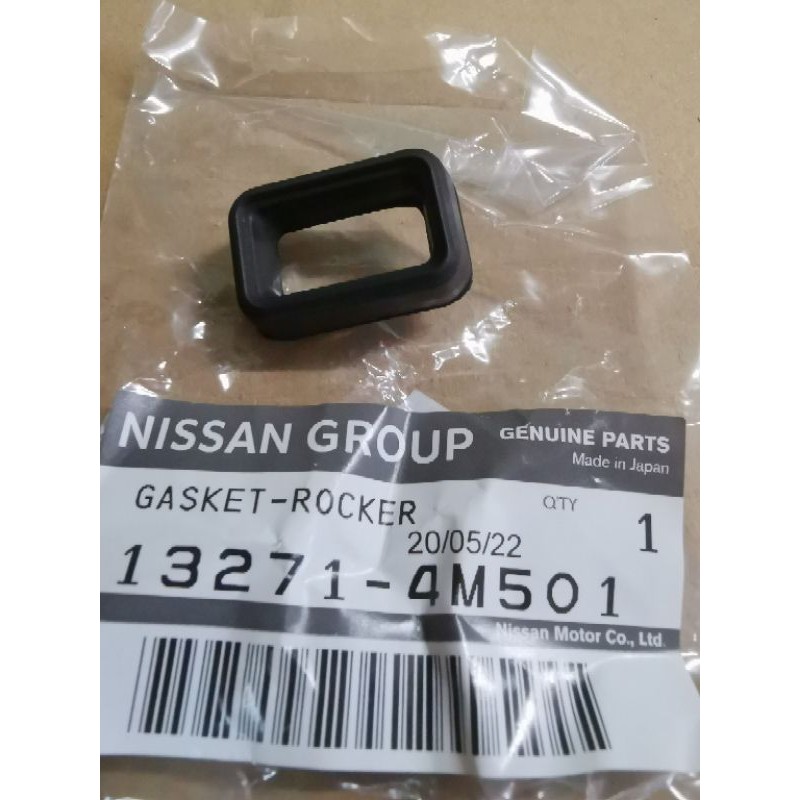 NISSAN GROUP GENUINE PARTS
Made in Japan
GASKET-ROCKER QTY 1
20/05/22
13271-4M501
Nissan Motor Co., Ltd.